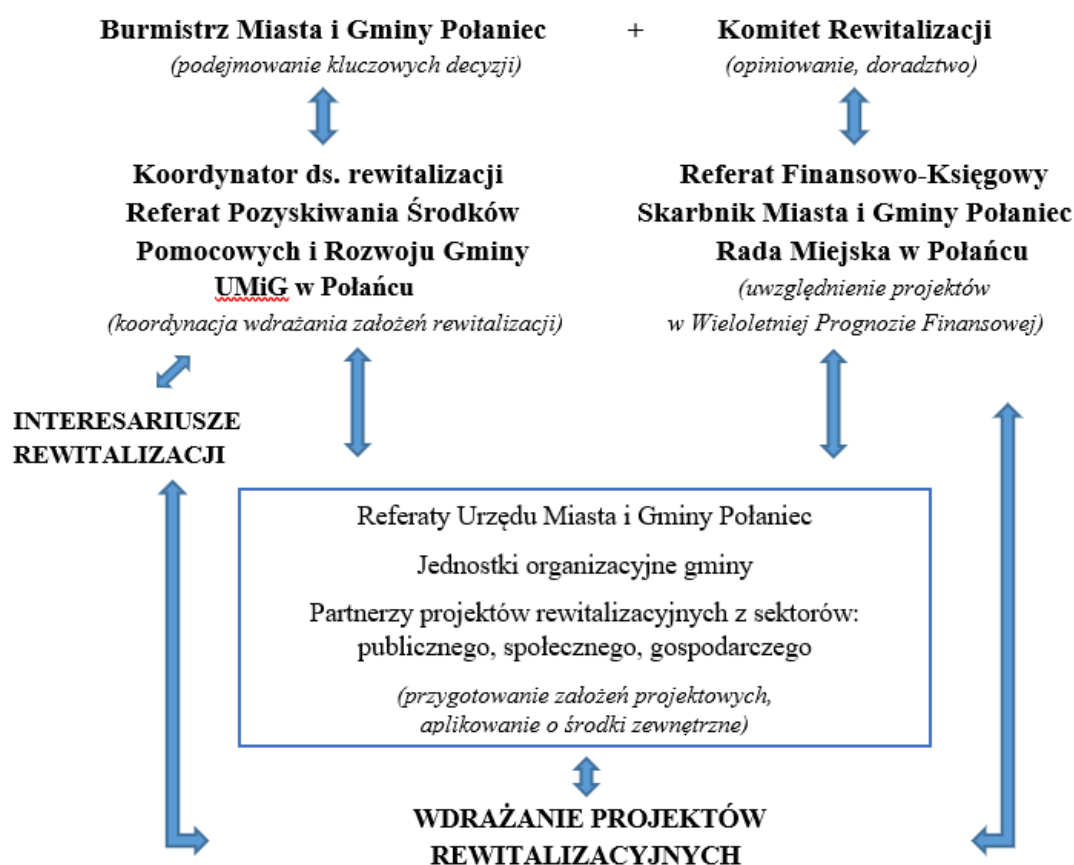 Burmistrz Miasta i Gminy Połaniec + Komitet Rewitalizacji
(podejmowanie kluczowych decyzji) (opiniowanie, doradztwo)
Koordynator ds. rewitalizacji
Referat Pozyskiwania Środków
Pomocowych i Rozwoju Gminy
UMiG w Połańcu
(koordynacja wdrażania założeń rewitalizacji)
Referat Finansowo-Księgowy
Skarbnik Miasta i Gminy Połaniec
Rada Miejska w Połańcu
(uwzględnienie projektów
w Wieloletniej Prognozie Finansowej)
INTERESARIUSZE
REWITALIZACJI
Referaty Urzędu Miasta i Gminy Połaniec
Jednostki organizacyjne gminy
Partnerzy projektów rewitalizacyjnych z sektorów:
publicznego, społecznego, gospodarczego
(przygotowanie założeń projektowych,
aplikowanie o środki zewnętrzne)
WDRAŻANIE PROJEKTÓW
REWITALIZACYJNYCH